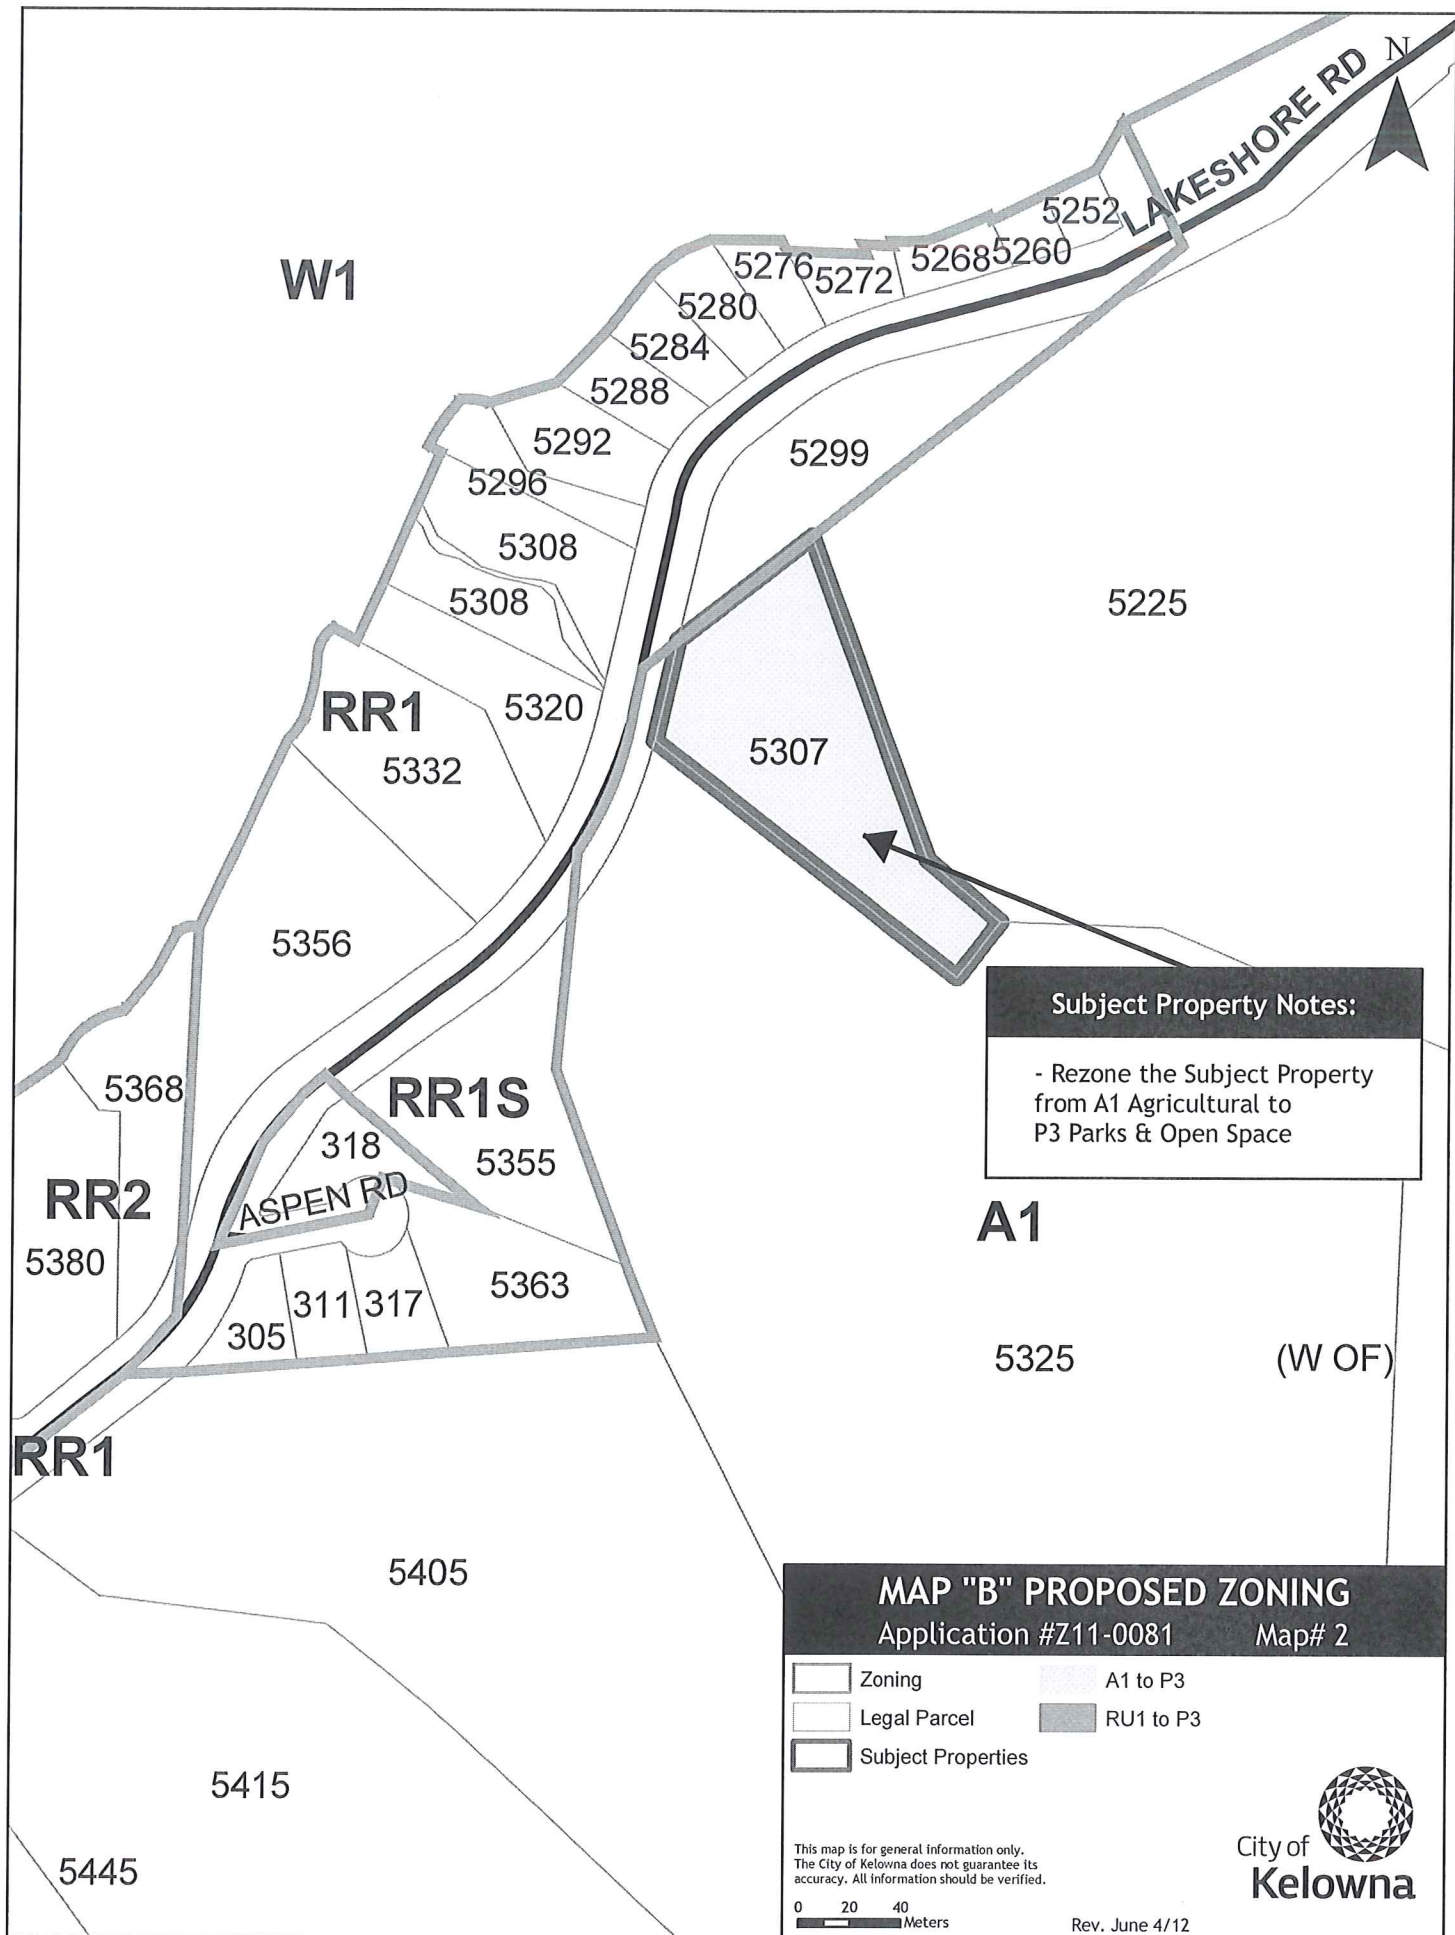 N
LAKESHORE RD
W1
5252
5260
5268
5272
5276
5280
5284
5288
5292
5296
5299
5308
5308
5225
RR1
5320
5307
5332
5356
Subject Property Notes:
- Rezone the Subject Property
from A1 Agricultural to
P3 Parks & Open Space
5368
RR1S
318
5355
ASPEN RD
RR2
A1
5380
5363
311
317
305
5325
(W OF)
RR1
5405
5415
5445
MAP "B" PROPOSED ZONING
Application #Z11-0081 Map# 2
Zoning
A1 to P3
Legal Parcel
RU1 to P3
Subject Properties
This map is for general information only.
The City of Kelowna does not guarantee its
accuracy. All information should be verified.
0 20 40
Meters
Rev. June 4/12
City of
Kelowna